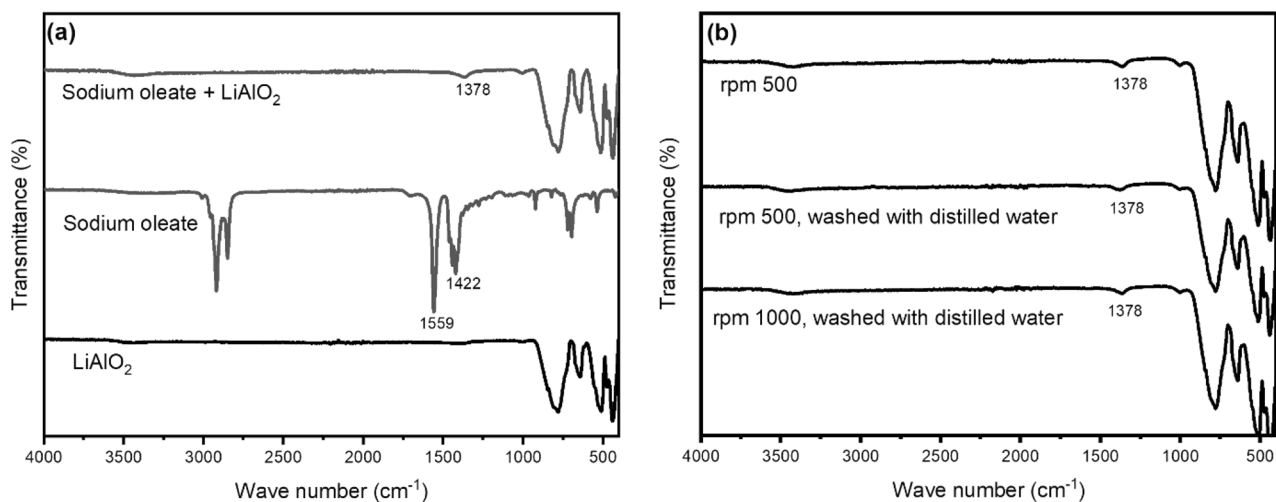 (a)
Sodium oleate + LiAlO₂
1378
Sodium oleate
1422
1559
LiAlO₂
Transmittance (%)
4000 3500 3000 2500 2000 1500 1000 500
Wave number (cm⁻¹)
(b)
rpm 500
1378
rpm 500, washed with distilled water
1378
rpm 1000, washed with distilled water
1378
Transmittance (%)
4000 3500 3000 2500 2000 1500 1000 500
Wave number (cm⁻¹)